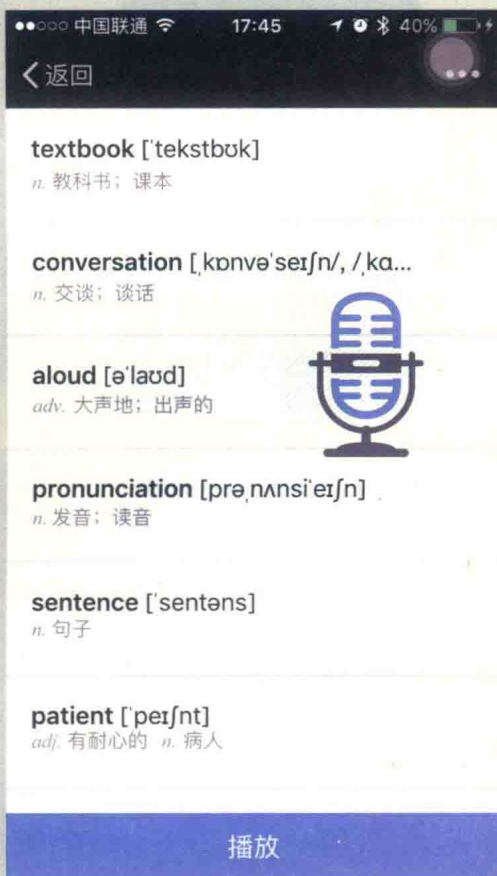 中国联通 17:45 40%
返回
textbook [ˈtekstbʊk]
n. 教科书；课本
conversation [ˌkɒnvəˈseɪʃn/, /ˌkɑ...
n. 交谈；谈话
aloud [əˈlaʊd]
adv. 大声地；出声的
pronunciation [prəˌnʌnsiˈeɪʃn]
n. 发音；读音
sentence [ˈsentəns]
n. 句子
patient [ˈpeɪʃnt]
adj. 有耐心的 n. 病人
播放